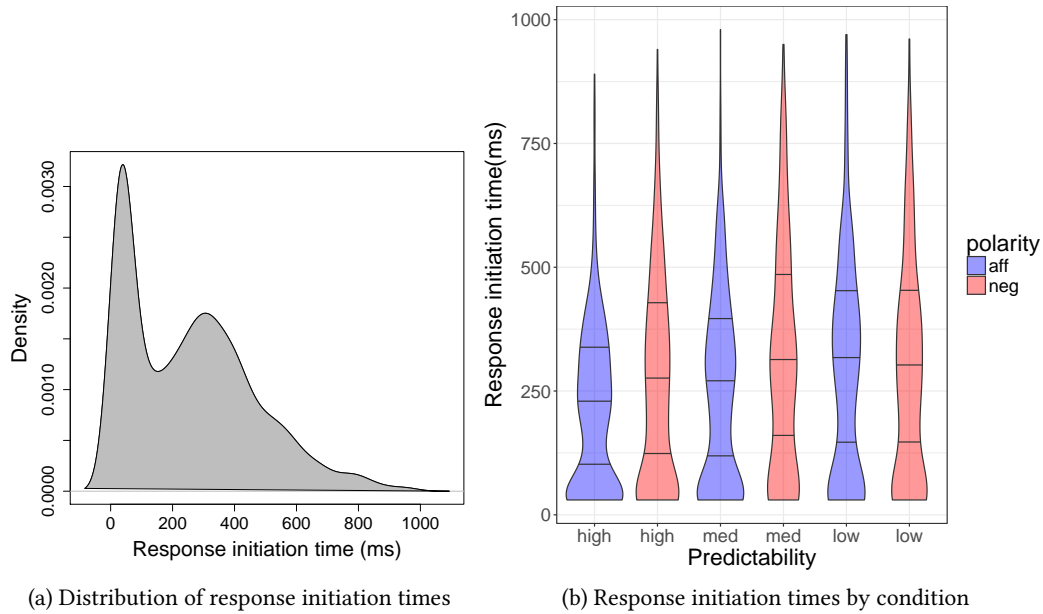 0.0000 0.0010 0.0020 0.0030
Density
0 200 400 600 800 1000
Response initiation time (ms)
(a) Distribution of response initiation times
1000
750
500
250
0
Response initiation time(ms)
high high med med low low
Predictability
polarity
aff
neg
(b) Response initiation times by condition